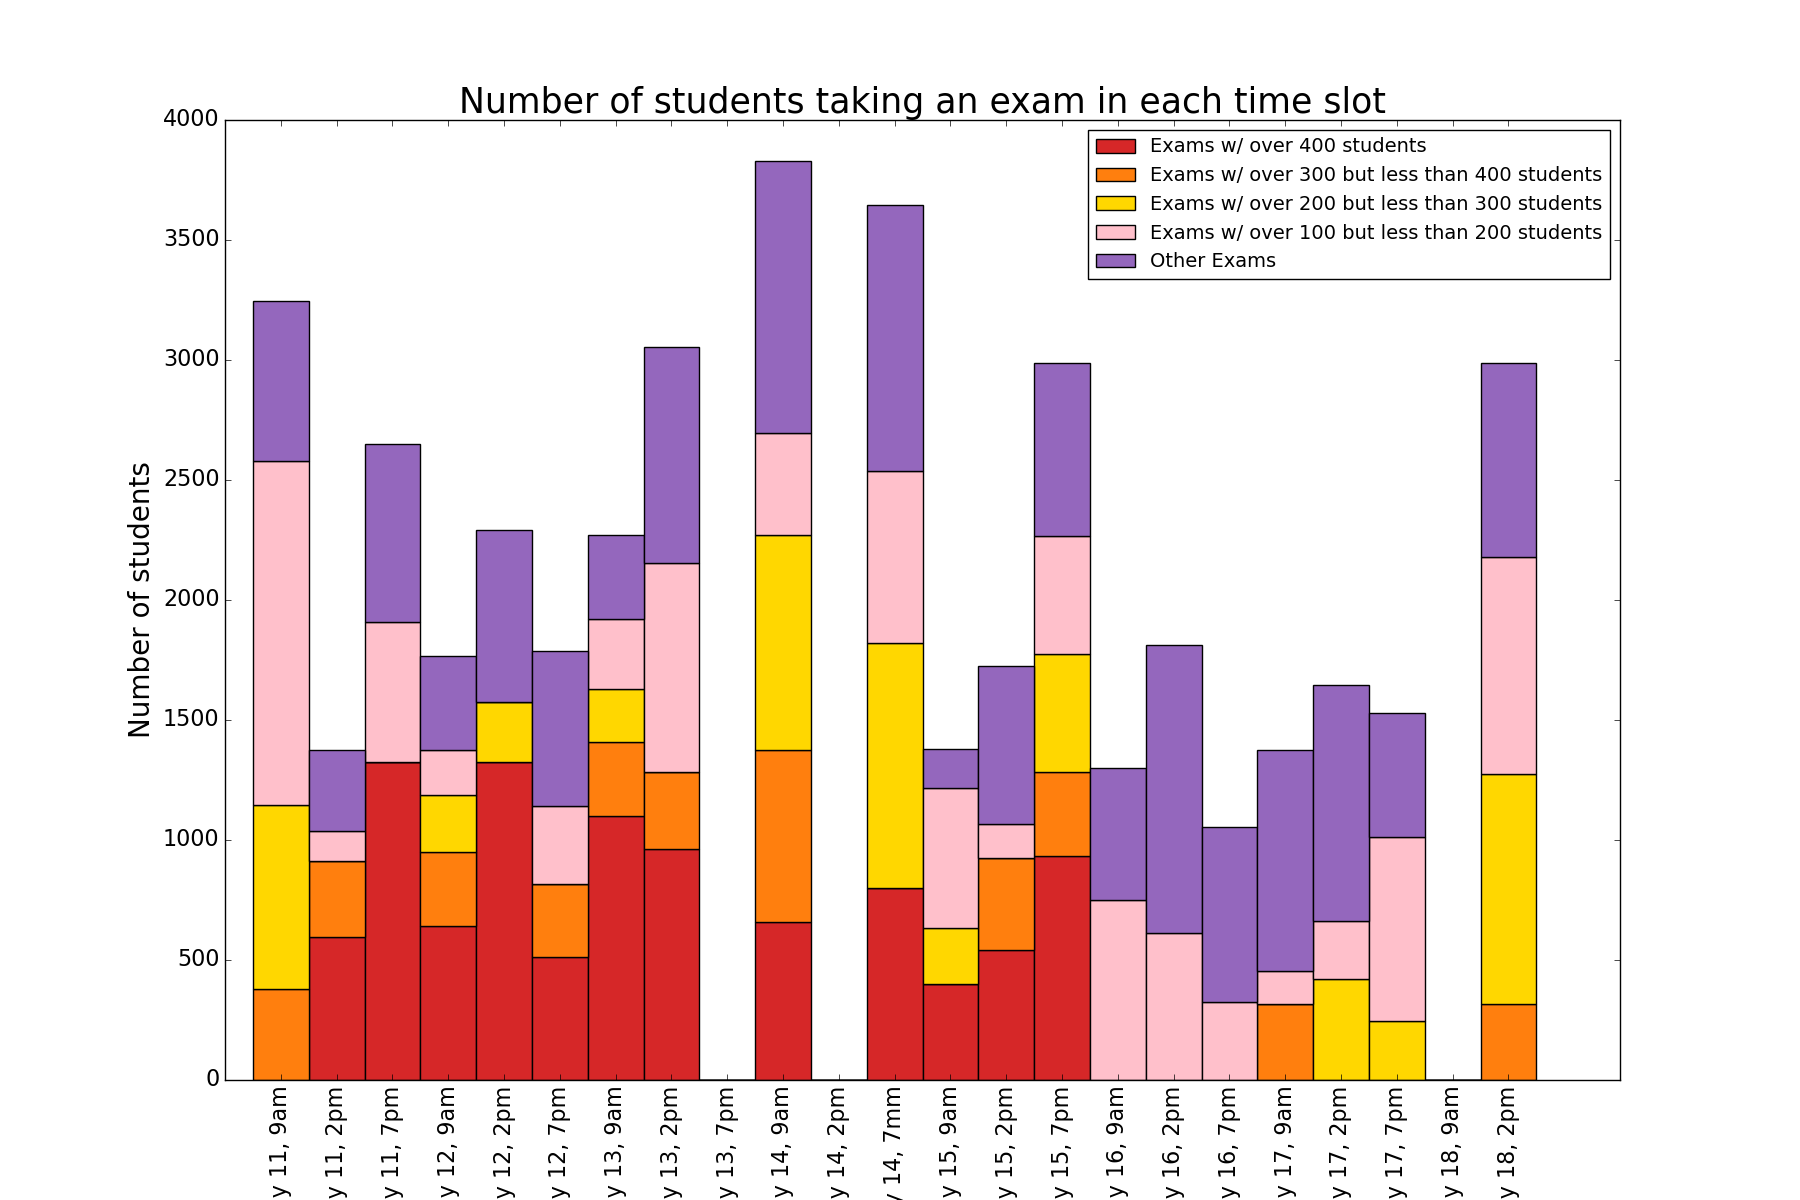 Number of students taking an exam in each time slot
4000
3500
3000
2500
2000
1500
1000
500
0
Number of students
Exams w/ over 400 students
Exams w/ over 300 but less than 400 students
Exams w/ over 200 but less than 300 students
Exams w/ over 100 but less than 200 students
Other Exams
y 11, 9am
y 11, 2pm
y 11, 7pm
y 12, 9am
y 12, 2pm
y 12, 7pm
y 13, 9am
y 13, 2pm
y 13, 7pm
y 14, 9am
y 14, 2pm
y 14, 7mm
y 15, 9am
y 15, 2pm
y 15, 7pm
y 16, 9am
y 16, 2pm
y 16, 7pm
y 17, 9am
y 17, 2pm
y 17, 7pm
y 18, 9am
y 18, 2pm